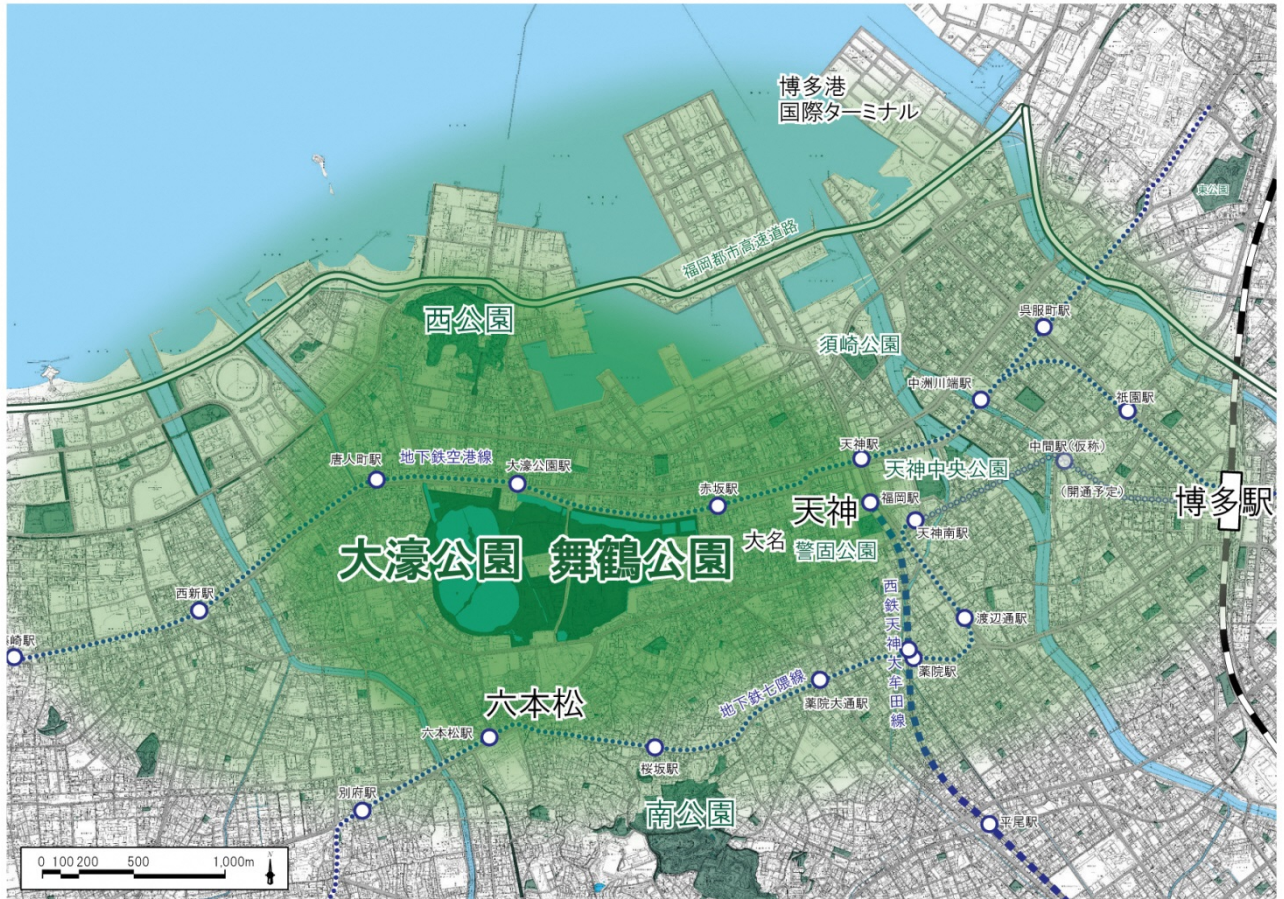 博多港
国際ターミナル
東公園
福岡都市高速道路
西公園
呉服町駅
須崎公園
中洲川端駅
祇園駅
天神駅
中間駅(仮称)
唐人町駅
地下鉄空港線
大濠公園駅
天神中央公園
赤坂駅
(開通予定)
福岡駅
博多駅
天神
天神南駅
大名
警固公園
大濠公園
舞鶴公園
西新駅
西鉄天神大牟田線
渡辺通駅
崎駅
薬院駅
地下鉄七隈線
薬院大通駅
六本松
六本松駅
桜坂駅
別府駅
南公園
平尾駅
0 100 200 500 1,000m
N